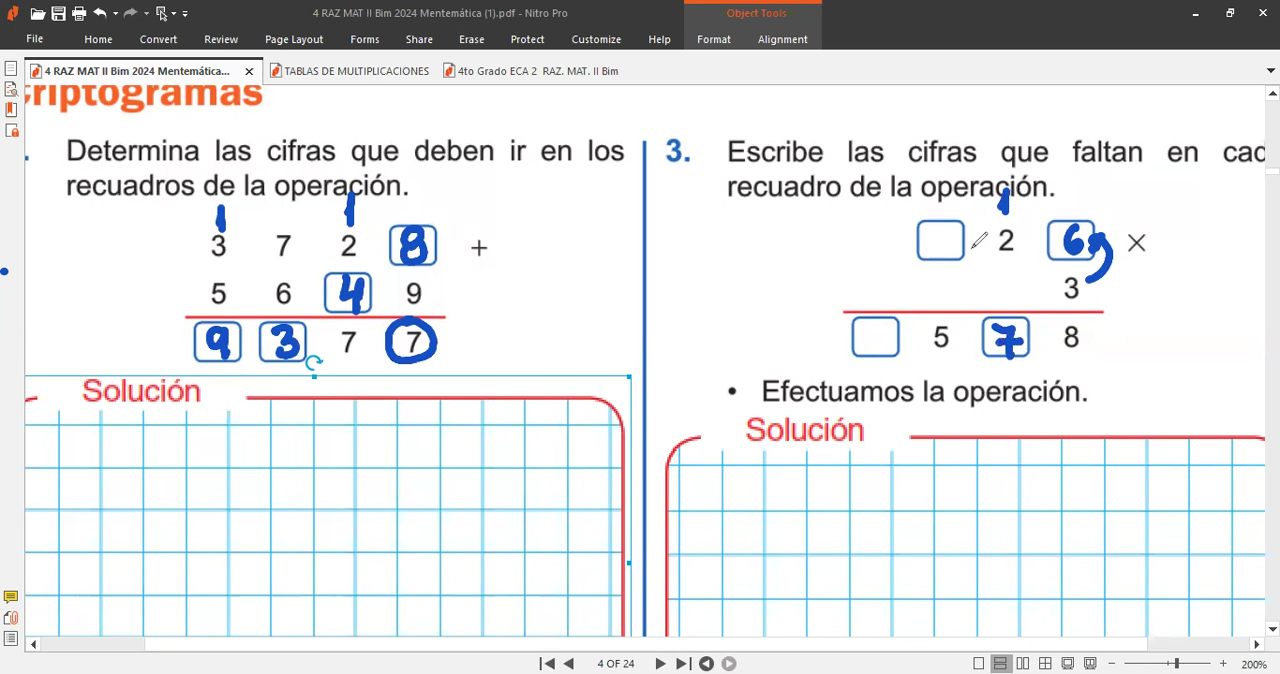 4 RAZ MAT II Bim 2024 Mentemática (1).pdf - Nitro Pro
Object Tools
File Home Convert Review Page Layout Forms Share Erase Protect Customize Help Format Alignment
4 RAZ MAT II Bim 2024 Mentemática... TABLAS DE MULTIPLICACIONES 4to Grado ECA 2 RAZ. MAT. II Bim
criptogramas
. Determina las cifras que deben ir en los
recuadros de la operación.
1 1
3 7 2 8 +
5 6 4 9
9 3 7 7
Solución
3. Escribe las cifras que faltan en cad
recuadro de la operación.
1
2 6 ×
3
5 7 8
• Efectuamos la operación.
Solución
4 OF 24
200%